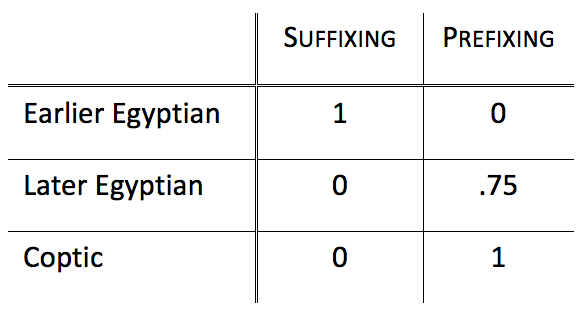 SUFFIXING PREFIXING
Earlier Egyptian 1 0
Later Egyptian 0 .75
Coptic 0 1